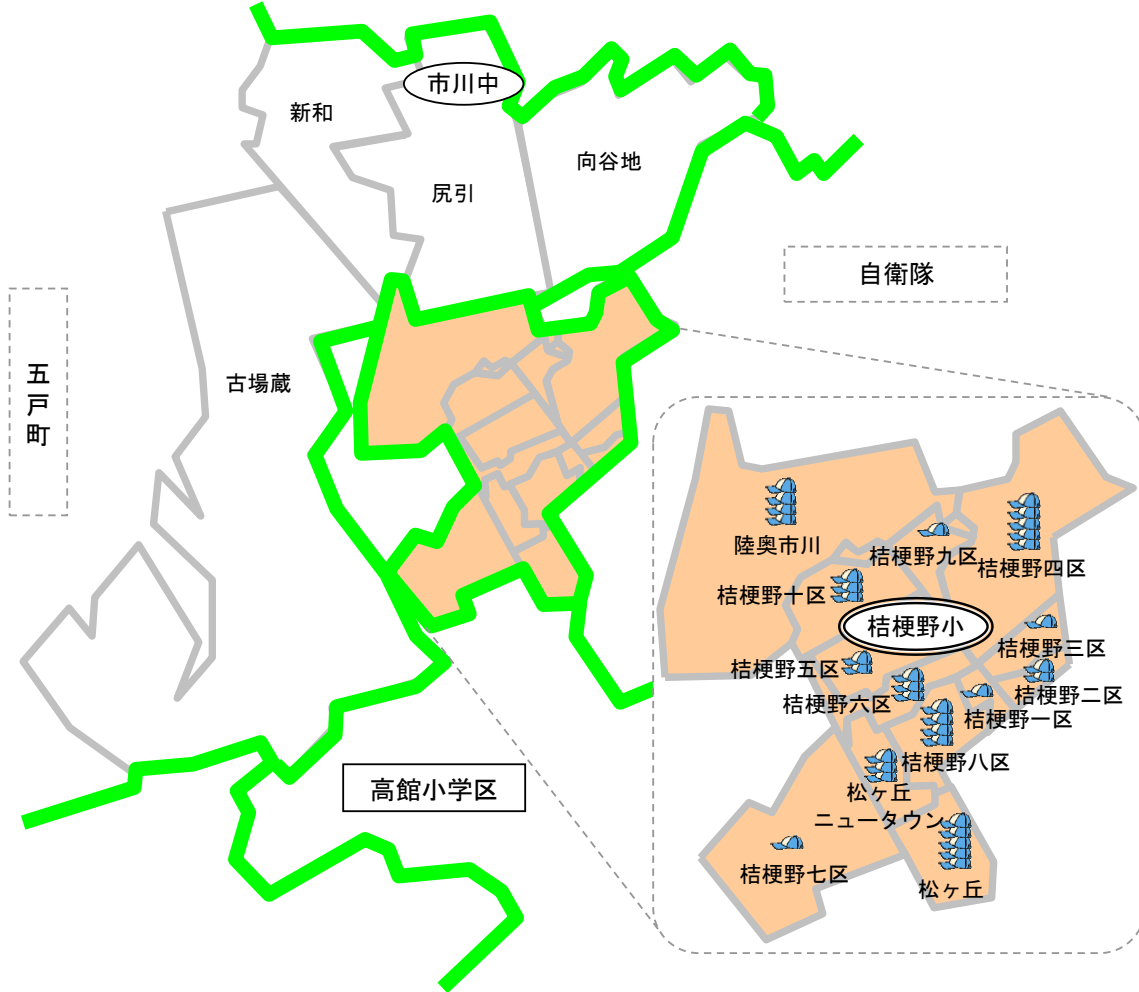 市川中
新和
向谷地
尻引
自衛隊
五戸町
古場蔵
陸奥市川
桔梗野九区
桔梗野四区
桔梗野十区
桔梗野小
桔梗野三区
桔梗野五区
桔梗野二区
桔梗野六区
桔梗野一区
桔梗野八区
高館小学区
松ヶ丘
ニュータウン
桔梗野七区
松ヶ丘